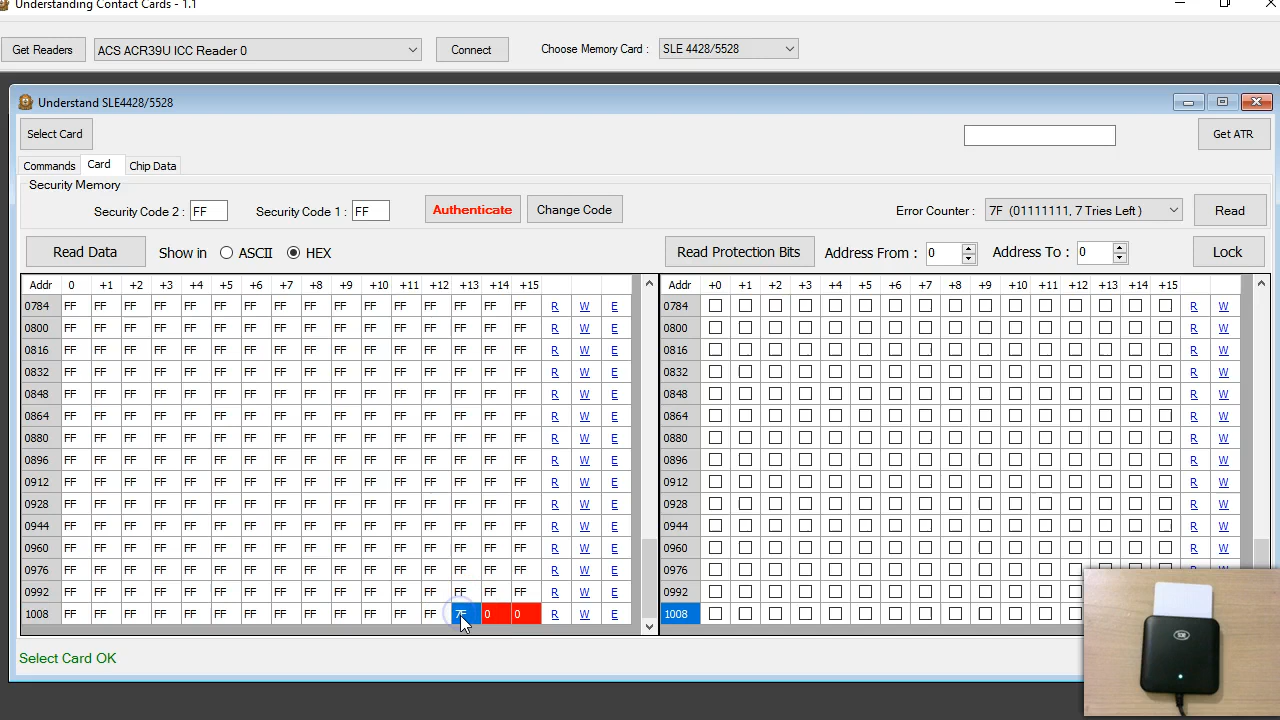 Understanding Contact Cards - 1.1
Get Readers ACS ACR39U ICC Reader 0 Connect Choose Memory Card : SLE 4428/5528
Understand SLE4428/5528
Select Card Get ATR
Commands Card Chip Data
Security Memory
Security Code 2 : FF Security Code 1 : FF Authenticate Change Code Error Counter : 7F (01111111, 7 Tries Left ) Read
Read Data Show in ASCII HEX Read Protection Bits Address From : 0 Address To : 0 Lock
Addr 0 +1 +2 +3 +4 +5 +6 +7 +8 +9 +10 +11 +12 +13 +14 +15 Addr +0 +1 +2 +3 +4 +5 +6 +7 +8 +9 +10 +11 +12 +13 +14 +15
0784 FF FF FF FF FF FF FF FF FF FF FF FF FF FF FF FF R W E 0784 R W
0800 FF FF FF FF FF FF FF FF FF FF FF FF FF FF FF FF R W E 0800 R W
0816 FF FF FF FF FF FF FF FF FF FF FF FF FF FF FF FF R W E 0816 R W
0832 FF FF FF FF FF FF FF FF FF FF FF FF FF FF FF FF R W E 0832 R W
0848 FF FF FF FF FF FF FF FF FF FF FF FF FF FF FF FF R W E 0848 R W
0864 FF FF FF FF FF FF FF FF FF FF FF FF FF FF FF FF R W E 0864 R W
0880 FF FF FF FF FF FF FF FF FF FF FF FF FF FF FF FF R W E 0880 R W
0896 FF FF FF FF FF FF FF FF FF FF FF FF FF FF FF FF R W E 0896 R W
0912 FF FF FF FF FF FF FF FF FF FF FF FF FF FF FF FF R W E 0912 R W
0928 FF FF FF FF FF FF FF FF FF FF FF FF FF FF FF FF R W E 0928 R W
0944 FF FF FF FF FF FF FF FF FF FF FF FF FF FF FF FF R W E 0944 R W
0960 FF FF FF FF FF FF FF FF FF FF FF FF FF FF FF FF R W E 0960 R W
0976 FF FF FF FF FF FF FF FF FF FF FF FF FF FF FF FF R W E 0976 R W
0992 FF FF FF FF FF FF FF FF FF FF FF FF FF FF FF FF R W E 0992
1008 FF FF FF FF FF FF FF FF FF FF FF FF FF 7F 0 0 R W E 1008
Select Card OK